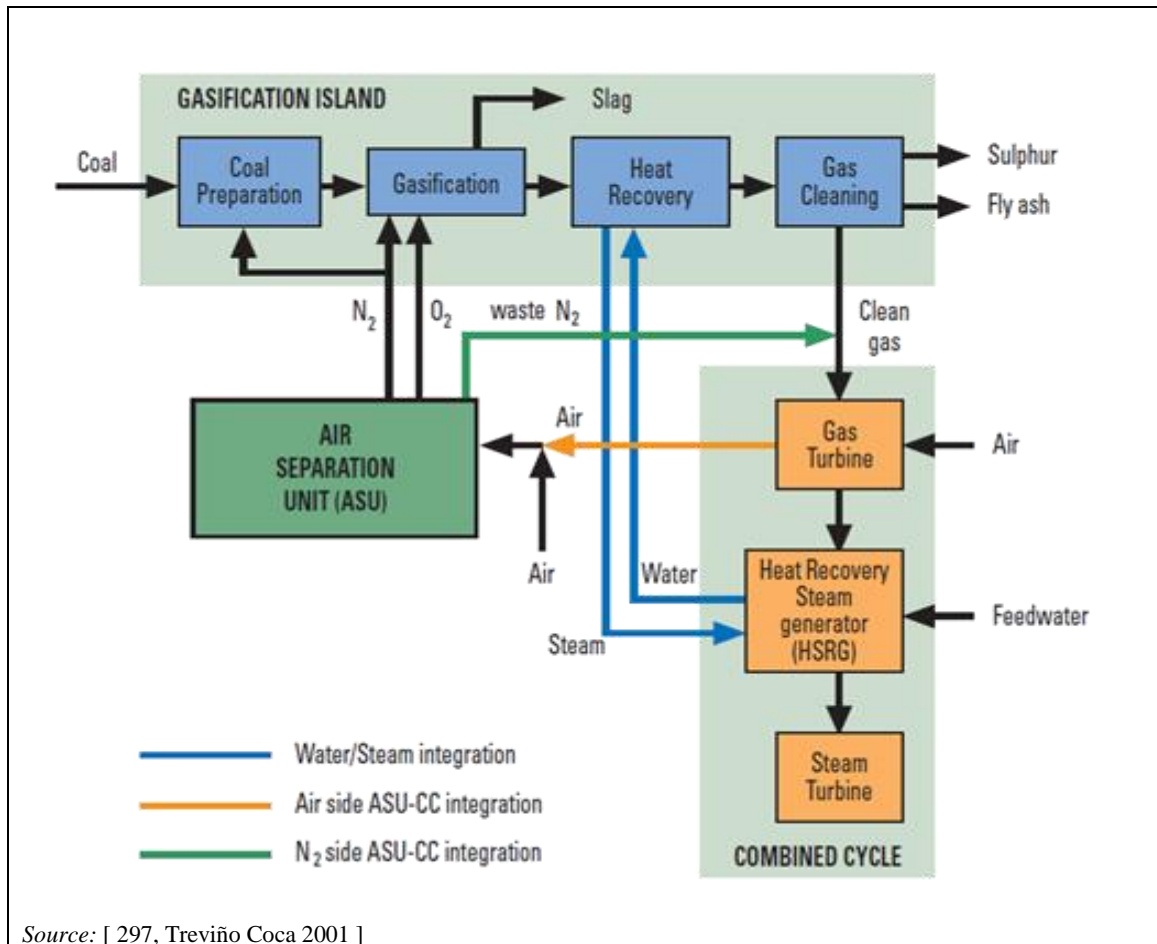 GASIFICATION ISLAND
Slag
Coal
Coal
Preparation
Gasification
Heat
Recovery
Gas
Cleaning
Sulphur
Fly ash
N2
O2
waste N2
Clean
gas
AIR
SEPARATION
UNIT (ASU)
Air
Gas
Turbine
Air
Air
Water
Steam
Heat Recovery
Steam
generator
(HSRG)
Feedwater
Steam
Turbine
COMBINED CYCLE
Water/Steam integration
Air side ASU-CC integration
N2 side ASU-CC integration
Source: [ 297, Treviño Coca 2001 ]